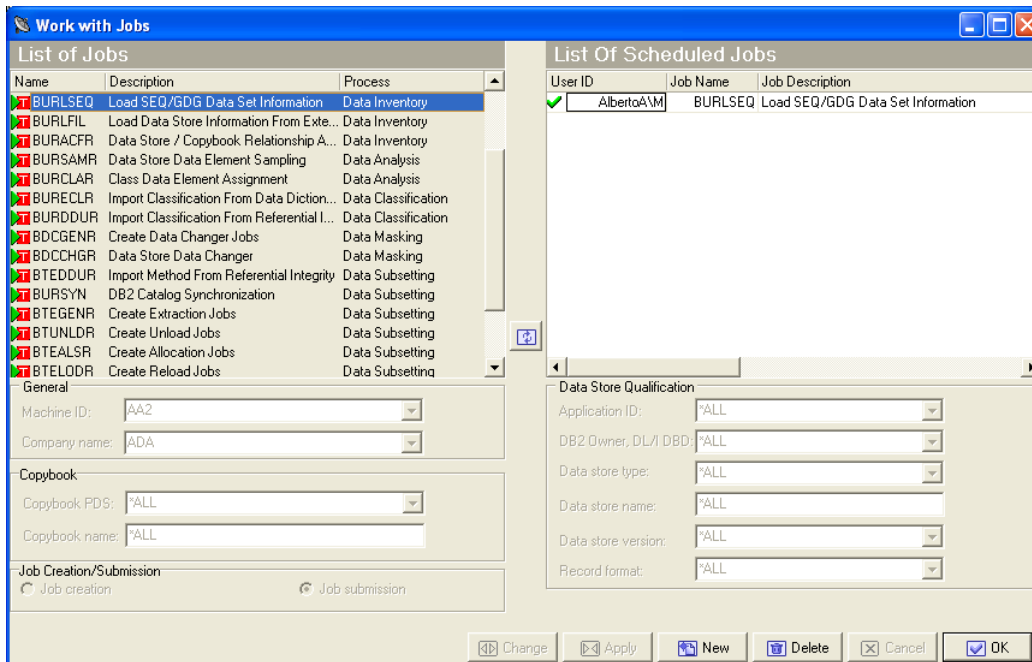 Work with Jobs
List of Jobs
Name Description Process
BURLSEQ Load SEQ/GDG Data Set Information Data Inventory
BURLFIL Load Data Store Information From Exte... Data Inventory
BURACFR Data Store / Copybook Relationship A... Data Inventory
BURSAMR Data Store Data Element Sampling Data Analysis
BURCLAR Class Data Element Assignment Data Analysis
BURECLR Import Classification From Data Diction... Data Classification
BURDDUR Import Classification From Referential I... Data Classification
BDCGENR Create Data Changer Jobs Data Masking
BDCCHGR Data Store Data Changer Data Masking
BTEDDUR Import Method From Referential Integrity Data Subsetting
BURSYN DB2 Catalog Synchronization Data Subsetting
BTEGENR Create Extraction Jobs Data Subsetting
BTUNLDR Create Unload Jobs Data Subsetting
BTEALSR Create Allocation Jobs Data Subsetting
BTELODR Create Reload Jobs Data Subsetting
List Of Scheduled Jobs
User ID Job Name Job Description
AlbertoA\M BURLSEQ Load SEQ/GDG Data Set Information
General
Machine ID: AA2
Company name: ADA
Copybook
Copybook PDS: *ALL
Copybook name: *ALL
Job Creation/Submission
Job creation Job submission
Data Store Qualification
Application ID: *ALL
DB2 Owner, DL/I DBD: *ALL
Data store type: *ALL
Data store name: *ALL
Data store version: *ALL
Record format: *ALL
Change Apply New Delete Cancel OK